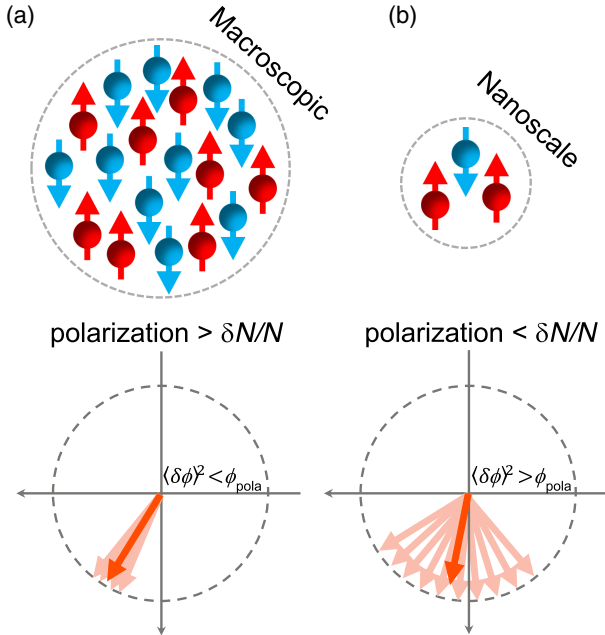 (a)
Macroscopic
(b)
Nanoscale
polarization > δN/N
polarization < δN/N
⟨δϕ⟩² < ϕpola
⟨δϕ⟩² > ϕpola